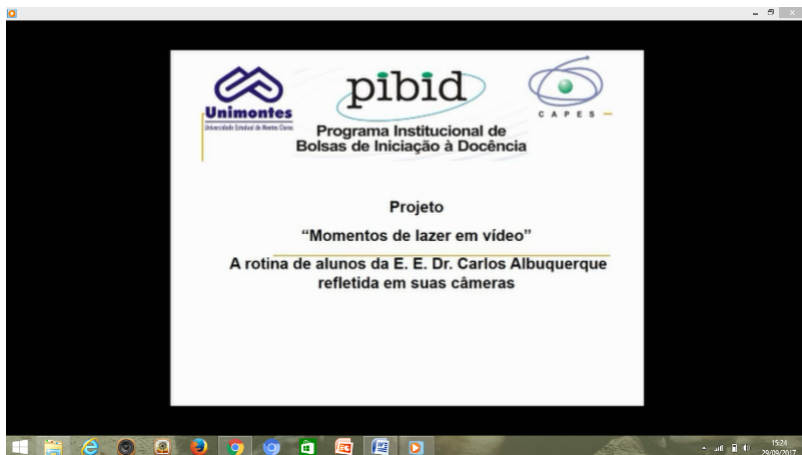 Unimontes
Universidade Estadual de Montes Claros
pibid
CAPES
Programa Institucional de
Bolsas de Iniciação à Docência
Projeto
“Momentos de lazer em vídeo”
A rotina de alunos da E. E. Dr. Carlos Albuquerque
refletida em suas câmeras
15:24
29/09/2017